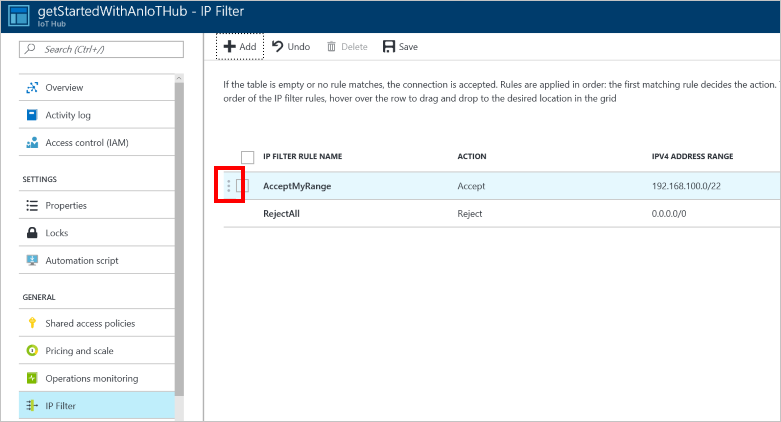 getStartedWithAnIoTHub - IP Filter
IoT Hub
Search (Ctrl+/)
Overview
Activity log
Access control (IAM)
SETTINGS
Properties
Locks
Automation script
GENERAL
Shared access policies
Pricing and scale
Operations monitoring
IP Filter
Add Undo Delete Save
If the table is empty or no rule matches, the connection is accepted. Rules are applied in order: the first matching rule decides the action.
order of the IP filter rules, hover over the row to drag and drop to the desired location in the grid
IP FILTER RULE NAME ACTION IPV4 ADDRESS RANGE
AcceptMyRange Accept 192.168.100.0/22
RejectAll Reject 0.0.0.0/0